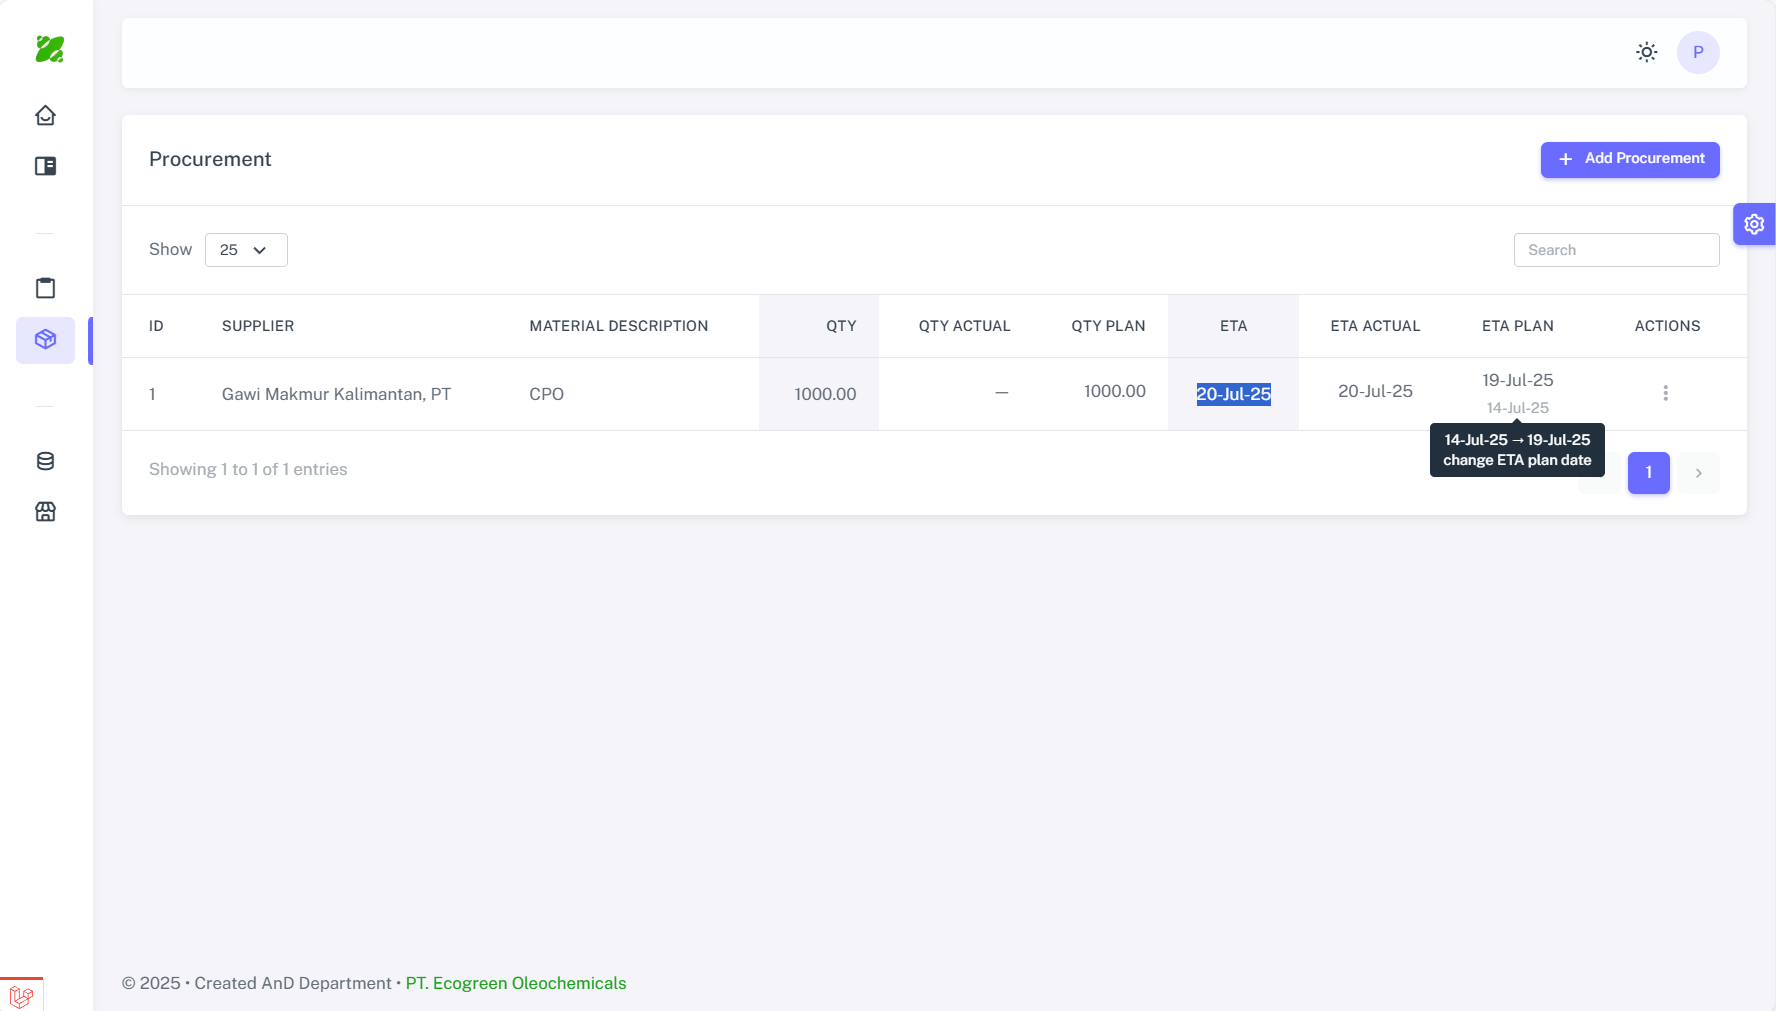 P
Procurement
+ Add Procurement
Show 25
Search
ID SUPPLIER MATERIAL DESCRIPTION QTY QTY ACTUAL QTY PLAN ETA ETA ACTUAL ETA PLAN ACTIONS
1 Gawi Makmur Kalimantan, PT CPO 1000.00 — 1000.00 20-Jul-25 20-Jul-25 19-Jul-25
14-Jul-25
14-Jul-25 → 19-Jul-25
change ETA plan date
Showing 1 to 1 of 1 entries
1
© 2025 • Created AnD Department • PT. Ecogreen Oleochemicals